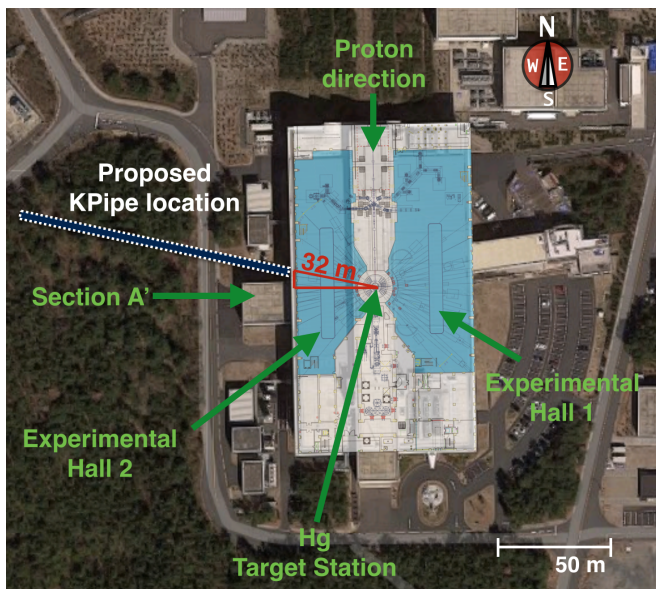 N
W E
S
Proton
direction
Proposed
KPipe location
32 m
Section A’
Experimental
Hall 1
Experimental
Hall 2
Hg
Target Station
50 m